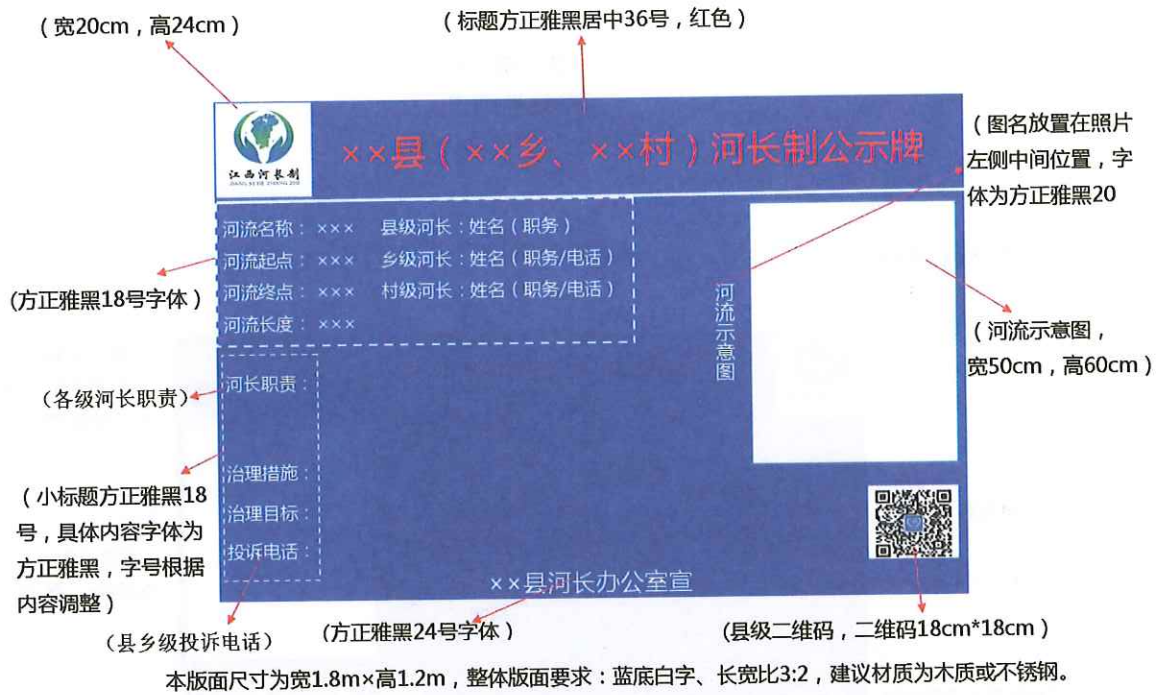 （宽20cm，高24cm）
（标题方正雅黑居中36号，红色）
江西河长制
××县（××乡、××村）河长制公示牌
（图名放置在照片
左侧中间位置，字
体为方正雅黑20
河流名称：××× 县级河长：姓名（职务）
河流起点：××× 乡级河长：姓名（职务/电话）
河流终点：××× 村级河长：姓名（职务/电话）
河流长度：×××
（方正雅黑18号字体）
河流示意图
（河流示意图，
宽50cm，高60cm）
河长职责：
（各级河长职责）
治理措施：
治理目标：
投诉电话：
（小标题方正雅黑18
号，具体内容字体为
方正雅黑，字号根据
内容调整）
××县河长办公室宣
（县乡级投诉电话）
（方正雅黑24号字体）
（县级二维码，二维码18cm*18cm）
本版面尺寸为宽1.8m×高1.2m，整体版面要求：蓝底白字、长宽比3:2，建议材质为木质或不锈钢。